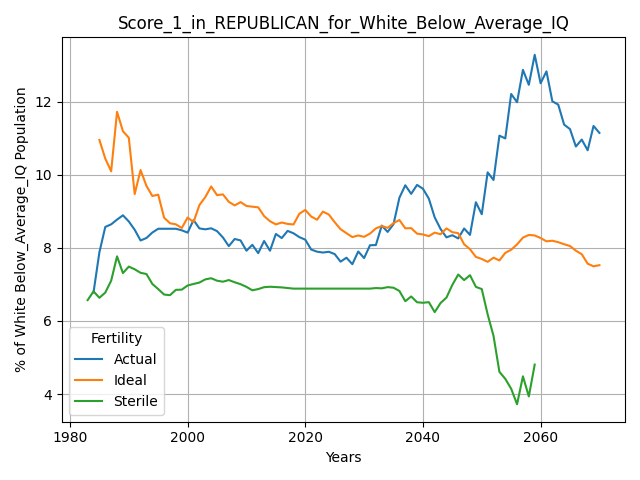 Score_1_in_REPUBLICAN_for_White_Below_Average_IQ
% of White Below_Average_IQ Population
12
10
8
6
4
Fertility
Actual
Ideal
Sterile
1980 2000 2020 2040 2060
Years